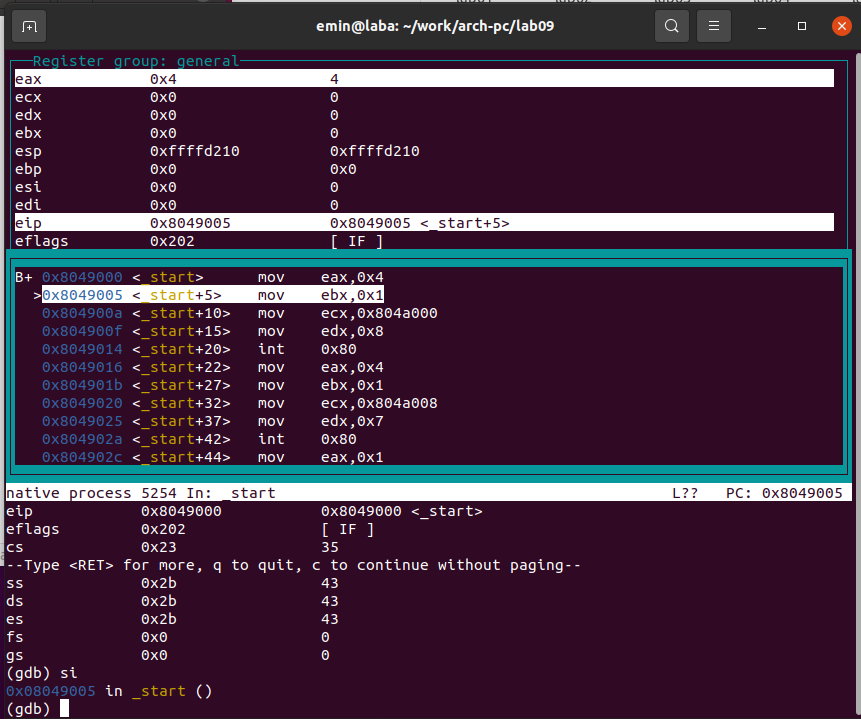 emin@laba: ~/work/arch-pc/lab09
Register group: general
eax 0x4 4
ecx 0x0 0
edx 0x0 0
ebx 0x0 0
esp 0xffffd210 0xffffd210
ebp 0x0 0x0
esi 0x0 0
edi 0x0 0
eip 0x8049005 0x8049005 <_start+5>
eflags 0x202 [ IF ]
B+ 0x8049000 <_start> mov eax,0x4
>0x8049005 <_start+5> mov ebx,0x1
0x804900a <_start+10> mov ecx,0x804a000
0x804900f <_start+15> mov edx,0x8
0x8049014 <_start+20> int 0x80
0x8049016 <_start+22> mov eax,0x4
0x804901b <_start+27> mov ebx,0x1
0x8049020 <_start+32> mov ecx,0x804a008
0x8049025 <_start+37> mov edx,0x7
0x804902a <_start+42> int 0x80
0x804902c <_start+44> mov eax,0x1
native process 5254 In: _start L?? PC: 0x8049005
eip 0x8049000 0x8049000 <_start>
eflags 0x202 [ IF ]
cs 0x23 35
--Type <RET> for more, q to quit, c to continue without paging--
ss 0x2b 43
ds 0x2b 43
es 0x2b 43
fs 0x0 0
gs 0x0 0
(gdb) si
0x08049005 in _start ()
(gdb)